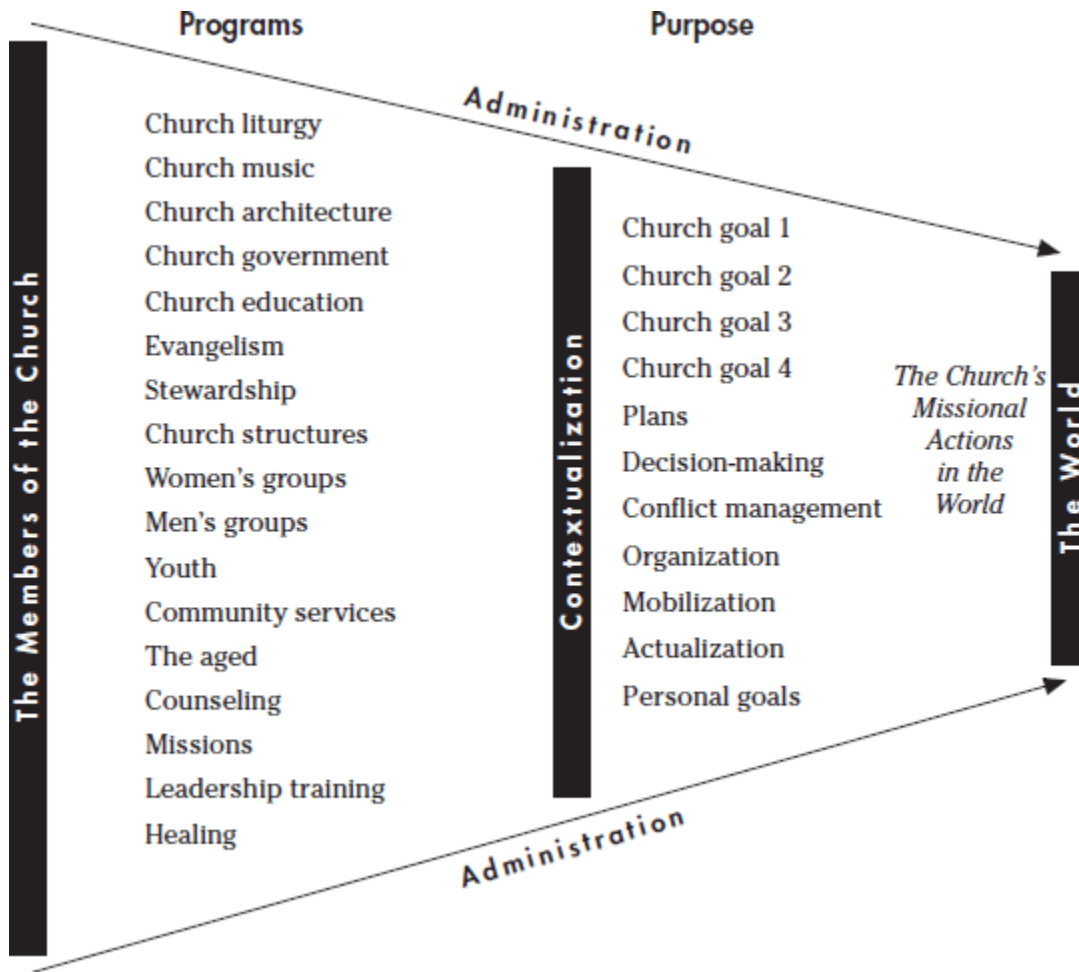 Programs
Purpose
Administration
The Members of the Church
Church liturgy
Church music
Church architecture
Church government
Church education
Evangelism
Stewardship
Church structures
Women's groups
Men's groups
Youth
Community services
The aged
Counseling
Missions
Leadership training
Healing
Contextualization
Church goal 1
Church goal 2
Church goal 3
Church goal 4
Plans
Decision-making
Conflict management
Organization
Mobilization
Actualization
Personal goals
The Church's
Missional
Actions
in the
World
The World
Administration